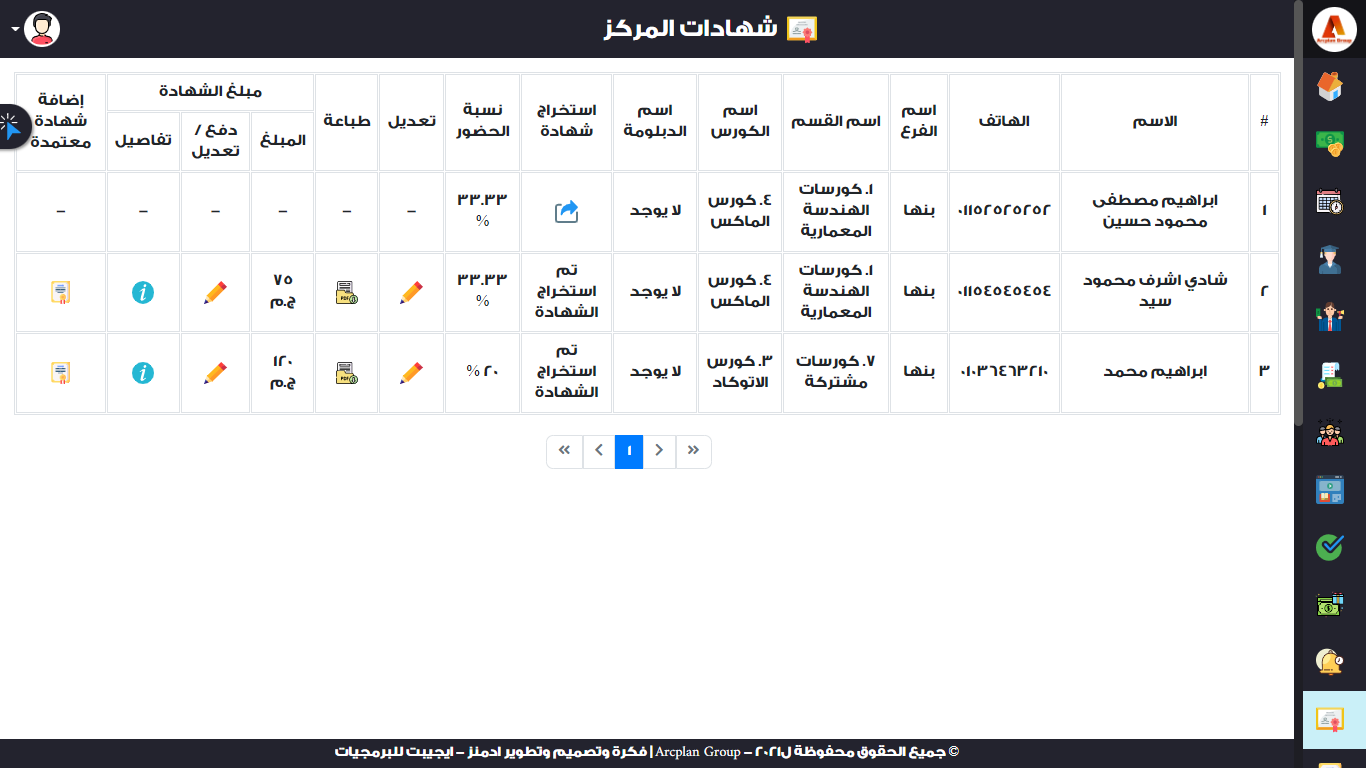 شهادات المركز
Arcplan Group
#
الاسم
الهاتف
اسم
الفرع
اسم القسم
اسم
الكورس
اسم
الدبلومة
استخراج
شهادة
نسبة
الحضور
تعديل
طباعة
مبلغ الشهادة
المبلغ
دفع /
تعديل
تفاصيل
إضافة
شهادة
معتمدة
١
ابراهيم مصطفى
محمود حسين
٠١١٥٢٥٢٥٢٥٢
بنها
١. كورسات
الهندسة
المعمارية
٤. كورس
الماكس
لا يوجد
٣٣.٣٣
%
–
–
–
–
–
–
٢
شادي اشرف محمود
سيد
٠١١٥٤٥٤٥٤٥٤
بنها
١. كورسات
الهندسة
المعمارية
٤. كورس
الماكس
لا يوجد
تم
استخراج
الشهادة
٣٣.٣٣
%
PDF
٧٥
ج.م
٣
ابراهيم محمد
٠١٠٣٦٤٦٣٢١٠
بنها
٧. كورسات
مشتركة
٣. كورس
الاتوكاد
لا يوجد
تم
استخراج
الشهادة
٢٠ %
PDF
١٢٠
ج.م
« ‹ ١ › »
© جميع الحقوق محفوظة ل٢٠٢١ – Arcplan Group | فكرة وتصميم وتطوير ادمنز – ايجيبت للبرمجيات